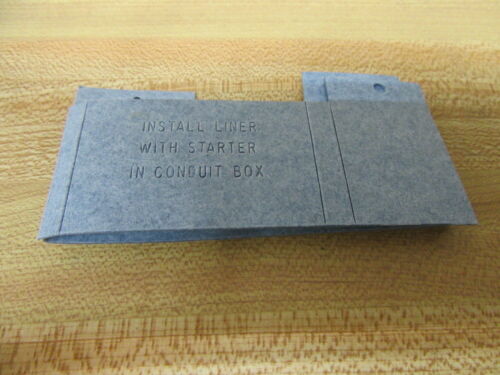 INSTALL LINER
WITH STARTER
IN CONDUIT BOX